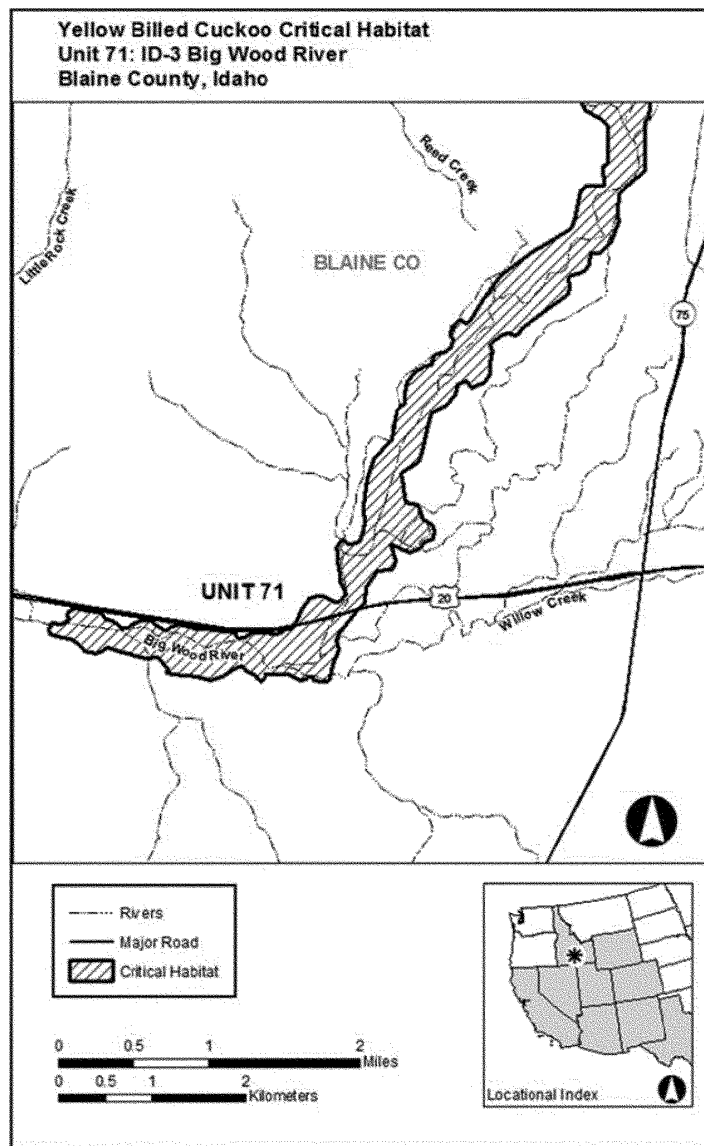 Yellow Billed Cuckoo Critical Habitat
Unit 71: ID-3 Big Wood River
Blaine County, Idaho
Reed Creek
Little Rock Creek
BLAINE CO
75
UNIT 71
20
Willow Creek
Big Wood River
Rivers
Major Road
Critical Habitat
0 0.5 1 2
Miles
0 0.5 1 2
Kilometers
Locational Index